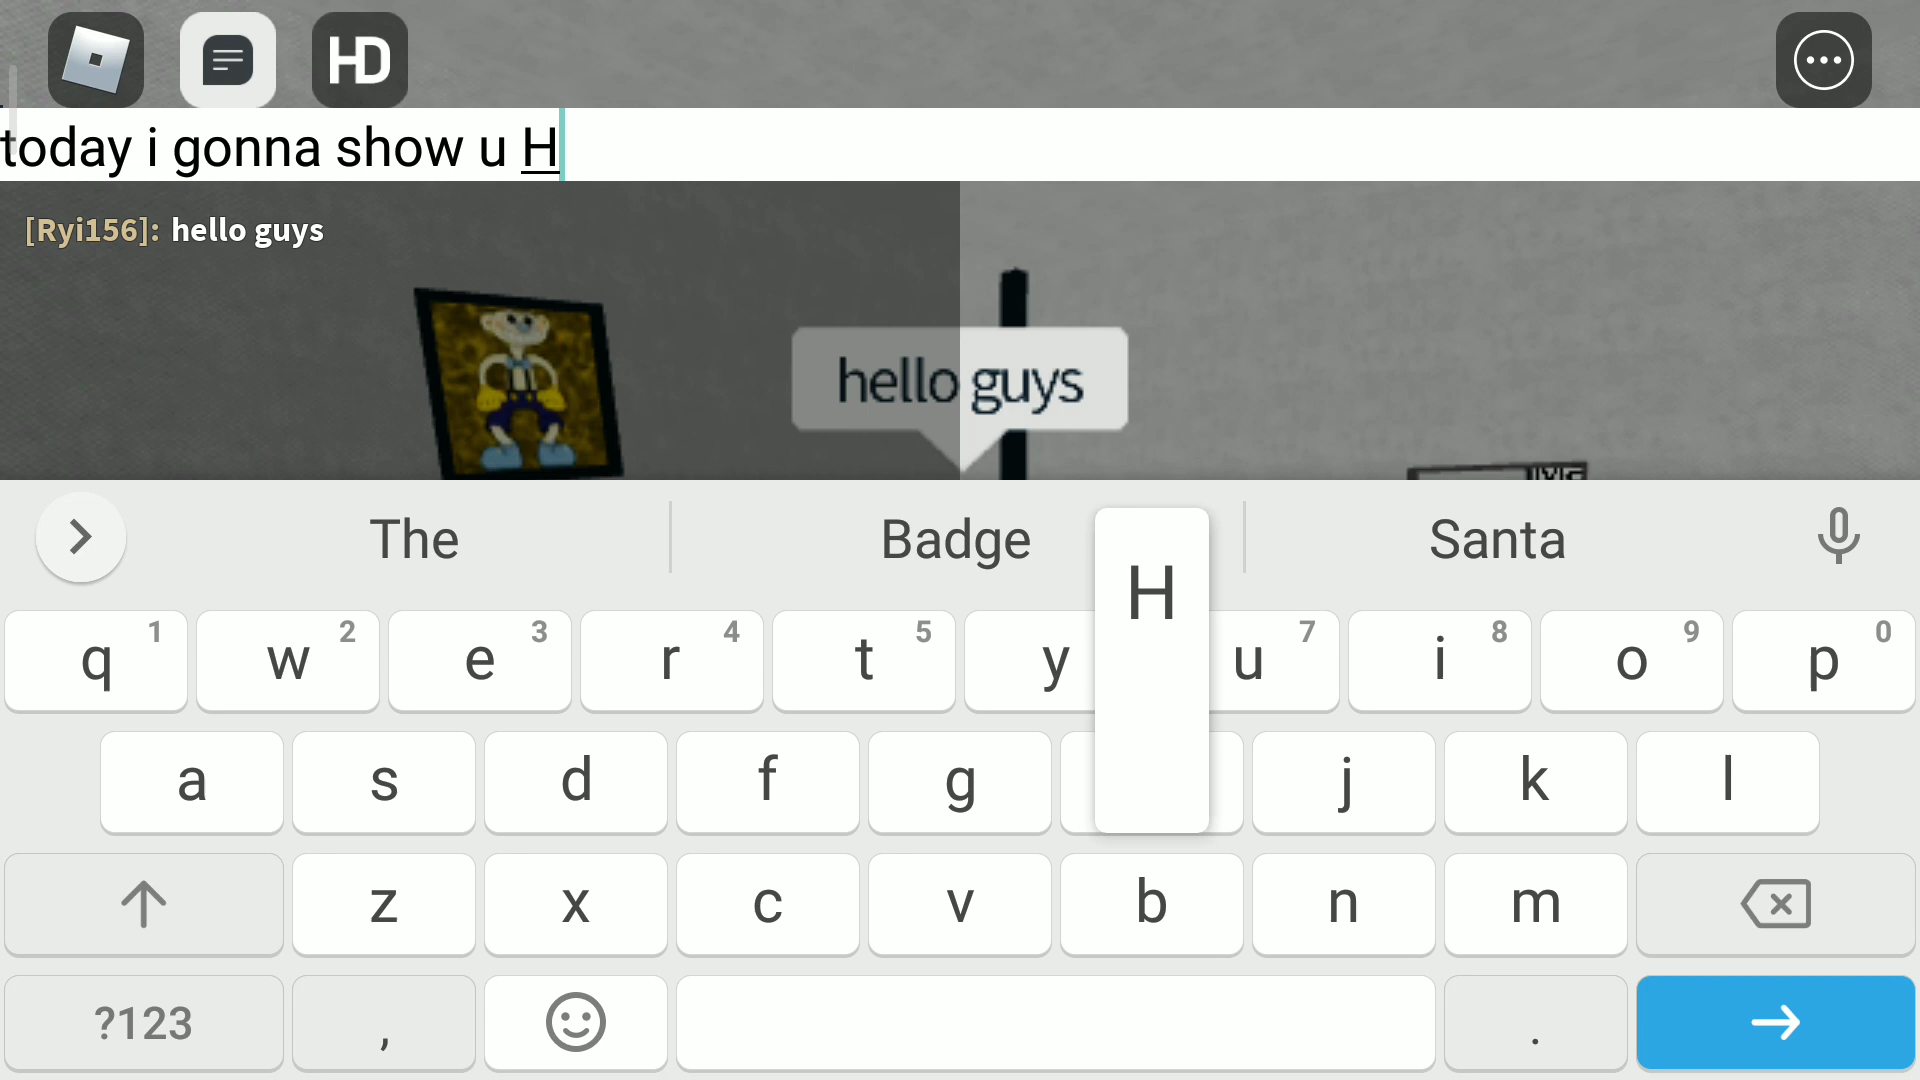 HD
today i gonna show u H
[Ryi156]: hello guys
hello guys
The Badge Santa
H
q 1 w 2 e 3 r 4 t 5 y u 7 i 8 o 9 p 0
a s d f g j k l
z x c v b n m
?123 , .